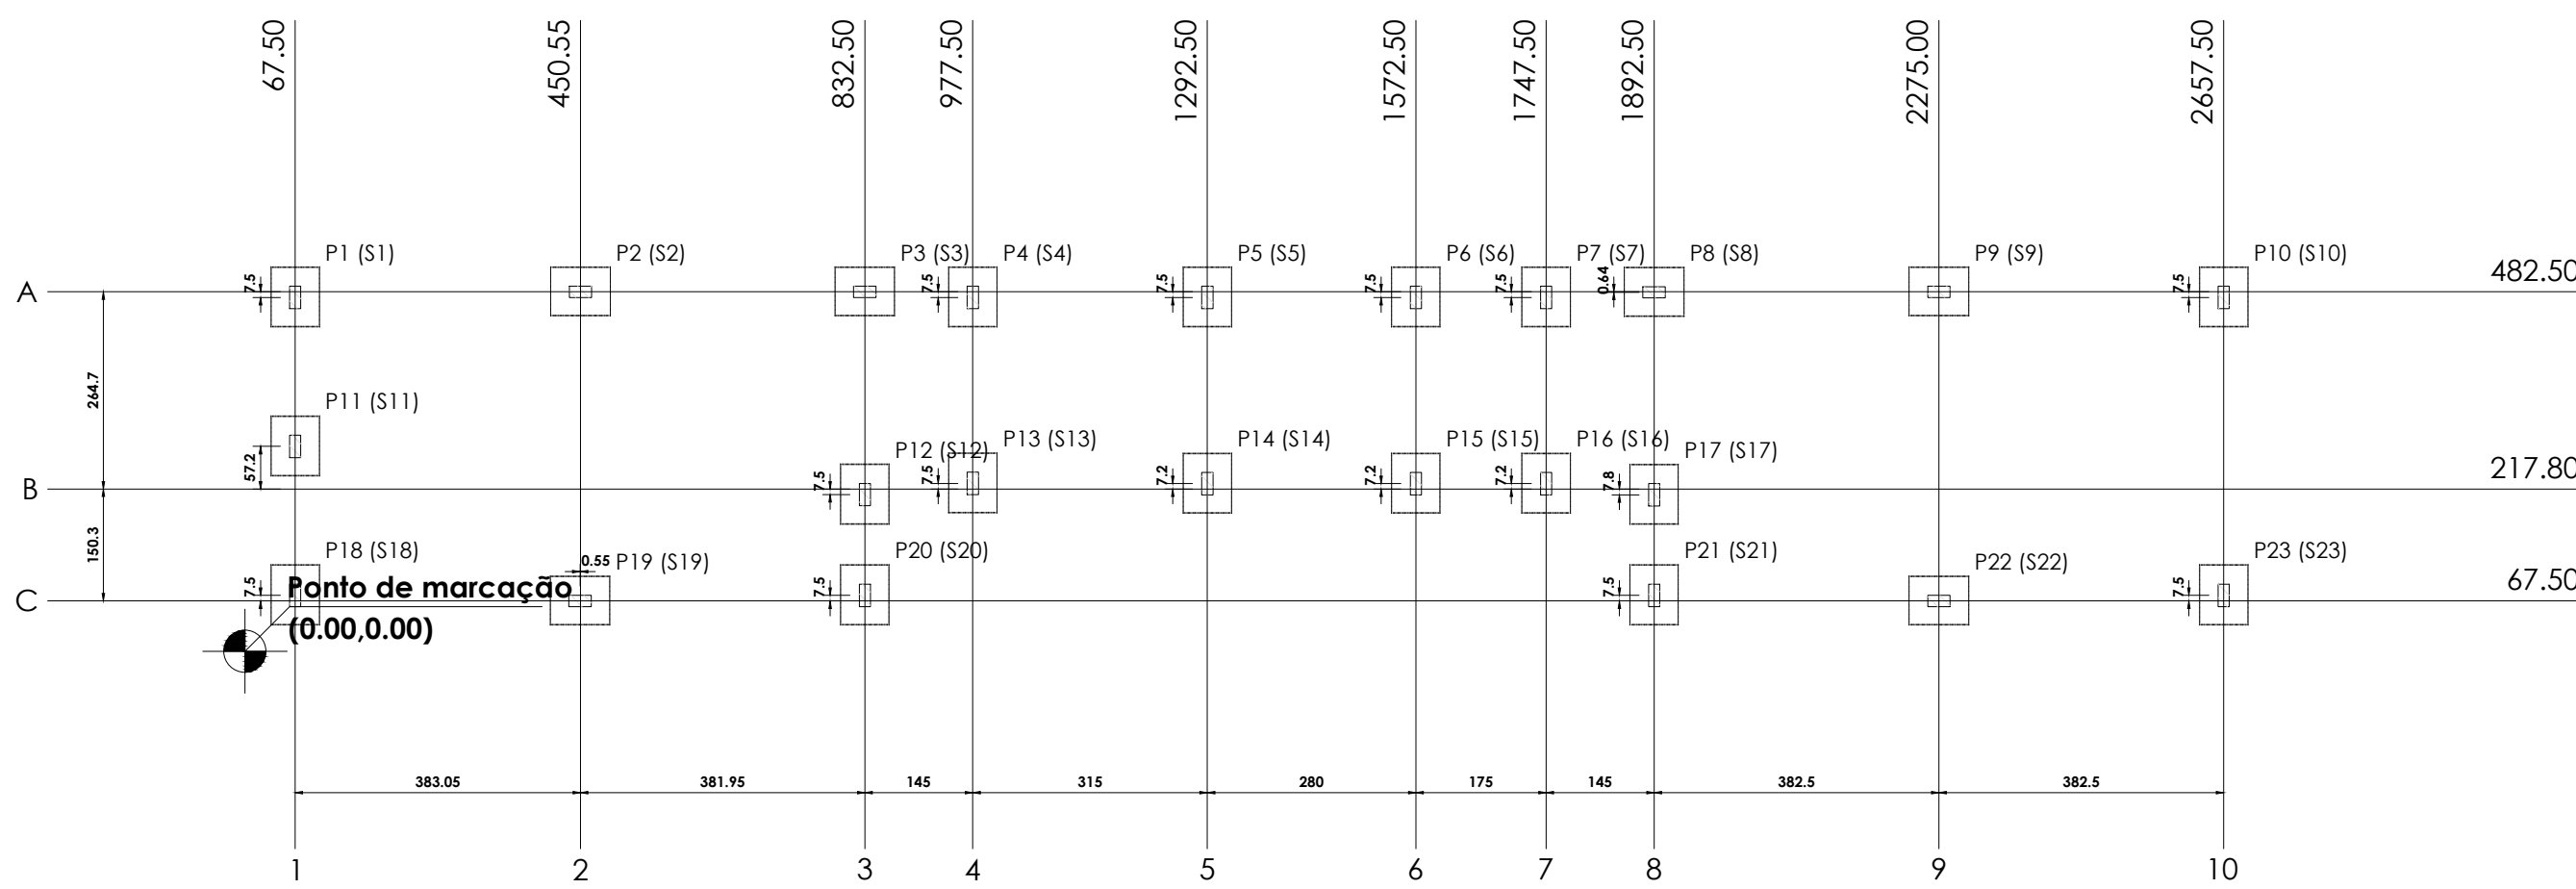 67.50
450.55
832.50
977.50
1292.50
1572.50
1747.50
1892.50
2275.00
2657.50
P1 (S1)
P2 (S2)
P3 (S3)
P4 (S4)
P5 (S5)
P6 (S6)
P7 (S7)
P8 (S8)
P9 (S9)
P10 (S10)
A
7.5
7.5
7.5
7.5
7.5
0.64
7.5
482.50
264.7
P11 (S11)
57.2
P12 (S12)
P13 (S13)
P14 (S14)
P15 (S15)
P16 (S16)
P17 (S17)
B
7.5
7.5
7.2
7.2
7.2
7.8
217.80
150.3
P18 (S18)
0.55
P19 (S19)
P20 (S20)
P21 (S21)
P22 (S22)
P23 (S23)
C
7.5
7.5
7.5
7.5
67.50
Ponto de marcação
(0.00,0.00)
383.05
381.95
145
315
280
175
145
382.5
382.5
1
2
3
4
5
6
7
8
9
10